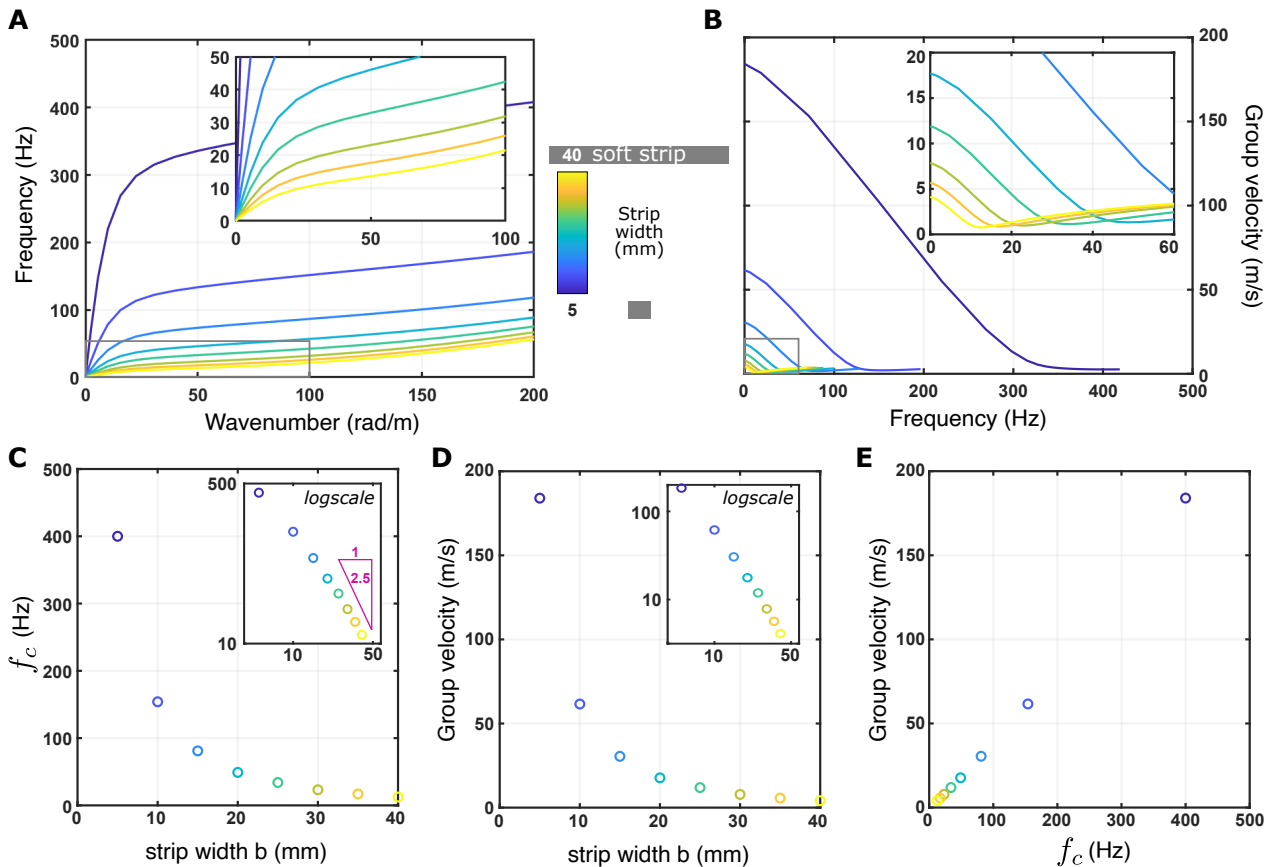 A
Frequency (Hz)
500
400
300
200
100
0
0 50 100 150 200
Wavenumber (rad/m)
50
40
30
20
10
0
0 50 100
40 soft strip
Strip
width
(mm)
5
B
200
150
100
50
0
Group velocity (m/s)
0 100 200 300 400 500
Frequency (Hz)
20
15
10
5
0
0 20 40 60
C
f_c (Hz)
500
400
300
200
100
0
0 10 20 30 40
strip width b (mm)
500
logscale
1
2.5
10
10 50
D
Group velocity (m/s)
200
150
100
50
0
0 10 20 30 40
strip width b (mm)
logscale
100
10
10 50
E
Group velocity (m/s)
200
150
100
50
0
0 100 200 300 400 500
f_c (Hz)